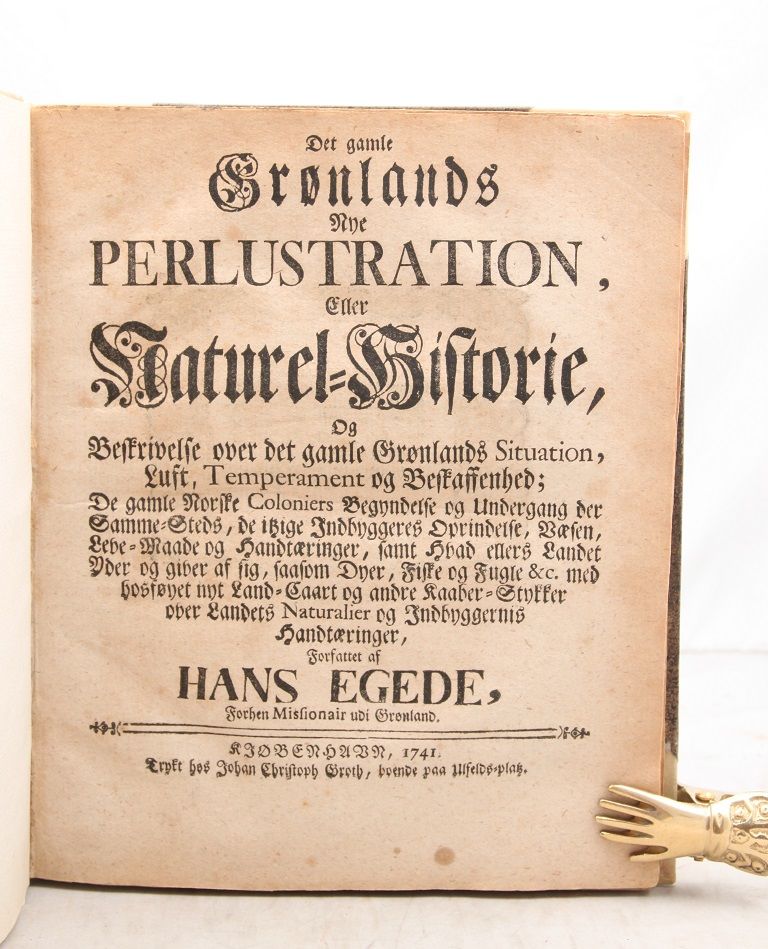 Det gamle
Grønlands
Nye
PERLUSTRATION,
Eller
Naturel-Historie,
Og
Beskrivelse over det gamle Grønlands Situation,
Luft, Temperament og Beskaffenhed;
De gamle Norske Coloniers Begyndelse og Undergang der
Samme-Steds, de itzige Indbyggeres Oprindelse, Væsen,
Leve-Maade og Handtæringer, samt Hvad ellers Landet
Yder og giver af sig, saasom Dyer, Fiske og Fugle &c. med
hosføyet nyt Land-Caart og andre Kaaber-Stykker
over Landets Naturalier og Indbyggernis
Handtæringer,
Forfattet af
HANS EGEDE,
Forhen Missionair udi Grønland.
KJØBENHAVN, 1741.
Trykt hos Johan Christoph Groth, boende paa Ulfelds-platz.